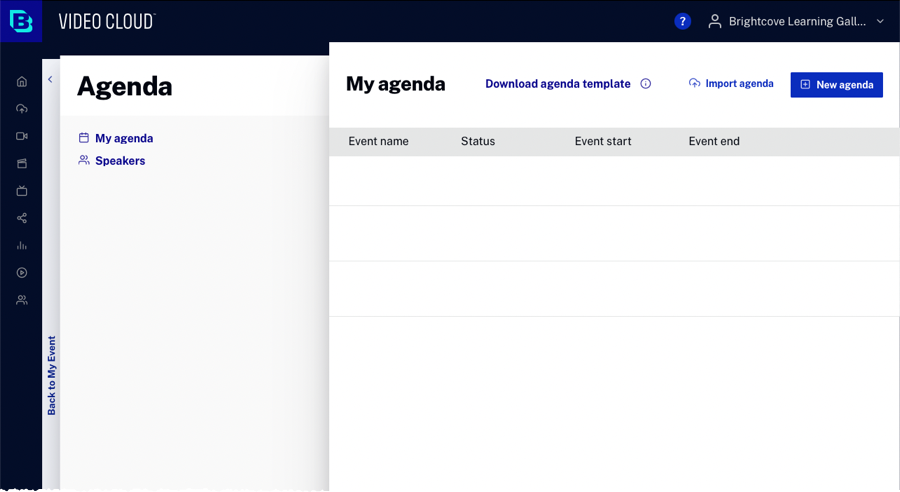 VIDEO CLOUD™
?
Brightcove Learning Gall...
Agenda
My agenda
Speakers
Back to My Event
My agenda
Download agenda template
Import agenda
New agenda
Event name Status Event start Event end